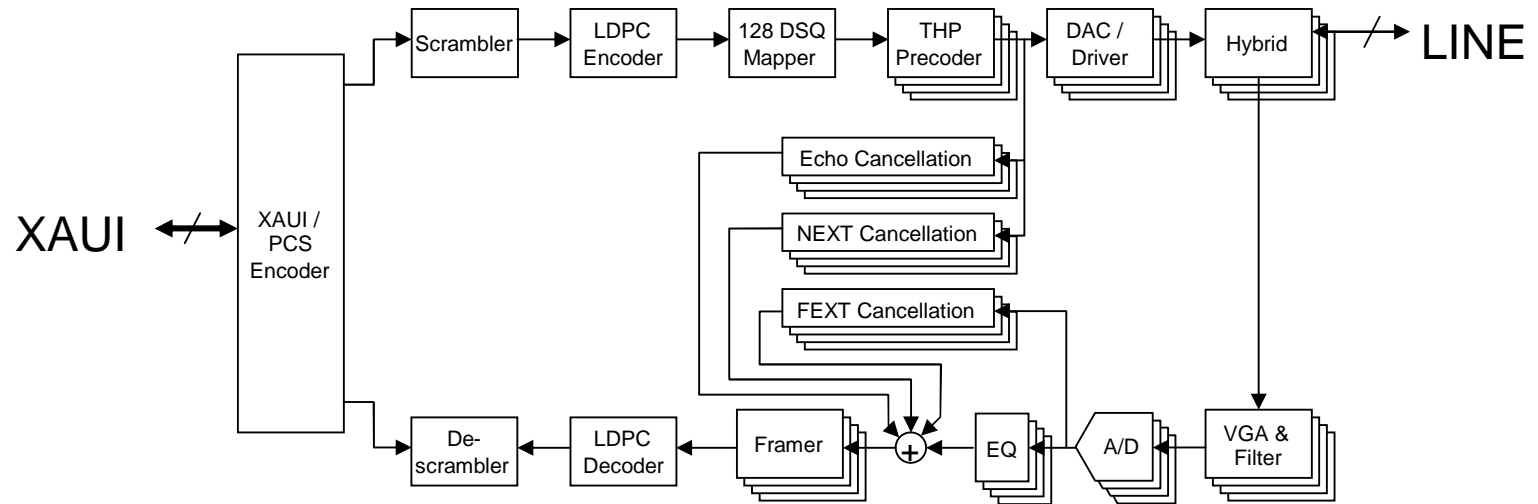 Scrambler
LDPC
Encoder
128 DSQ
Mapper
THP
Precoder
DAC /
Driver
Hybrid
LINE
Echo Cancellation
XAUI
XAUI /
PCS
Encoder
NEXT Cancellation
FEXT Cancellation
De-
scrambler
LDPC
Decoder
Framer
+
EQ
A/D
VGA &
Filter